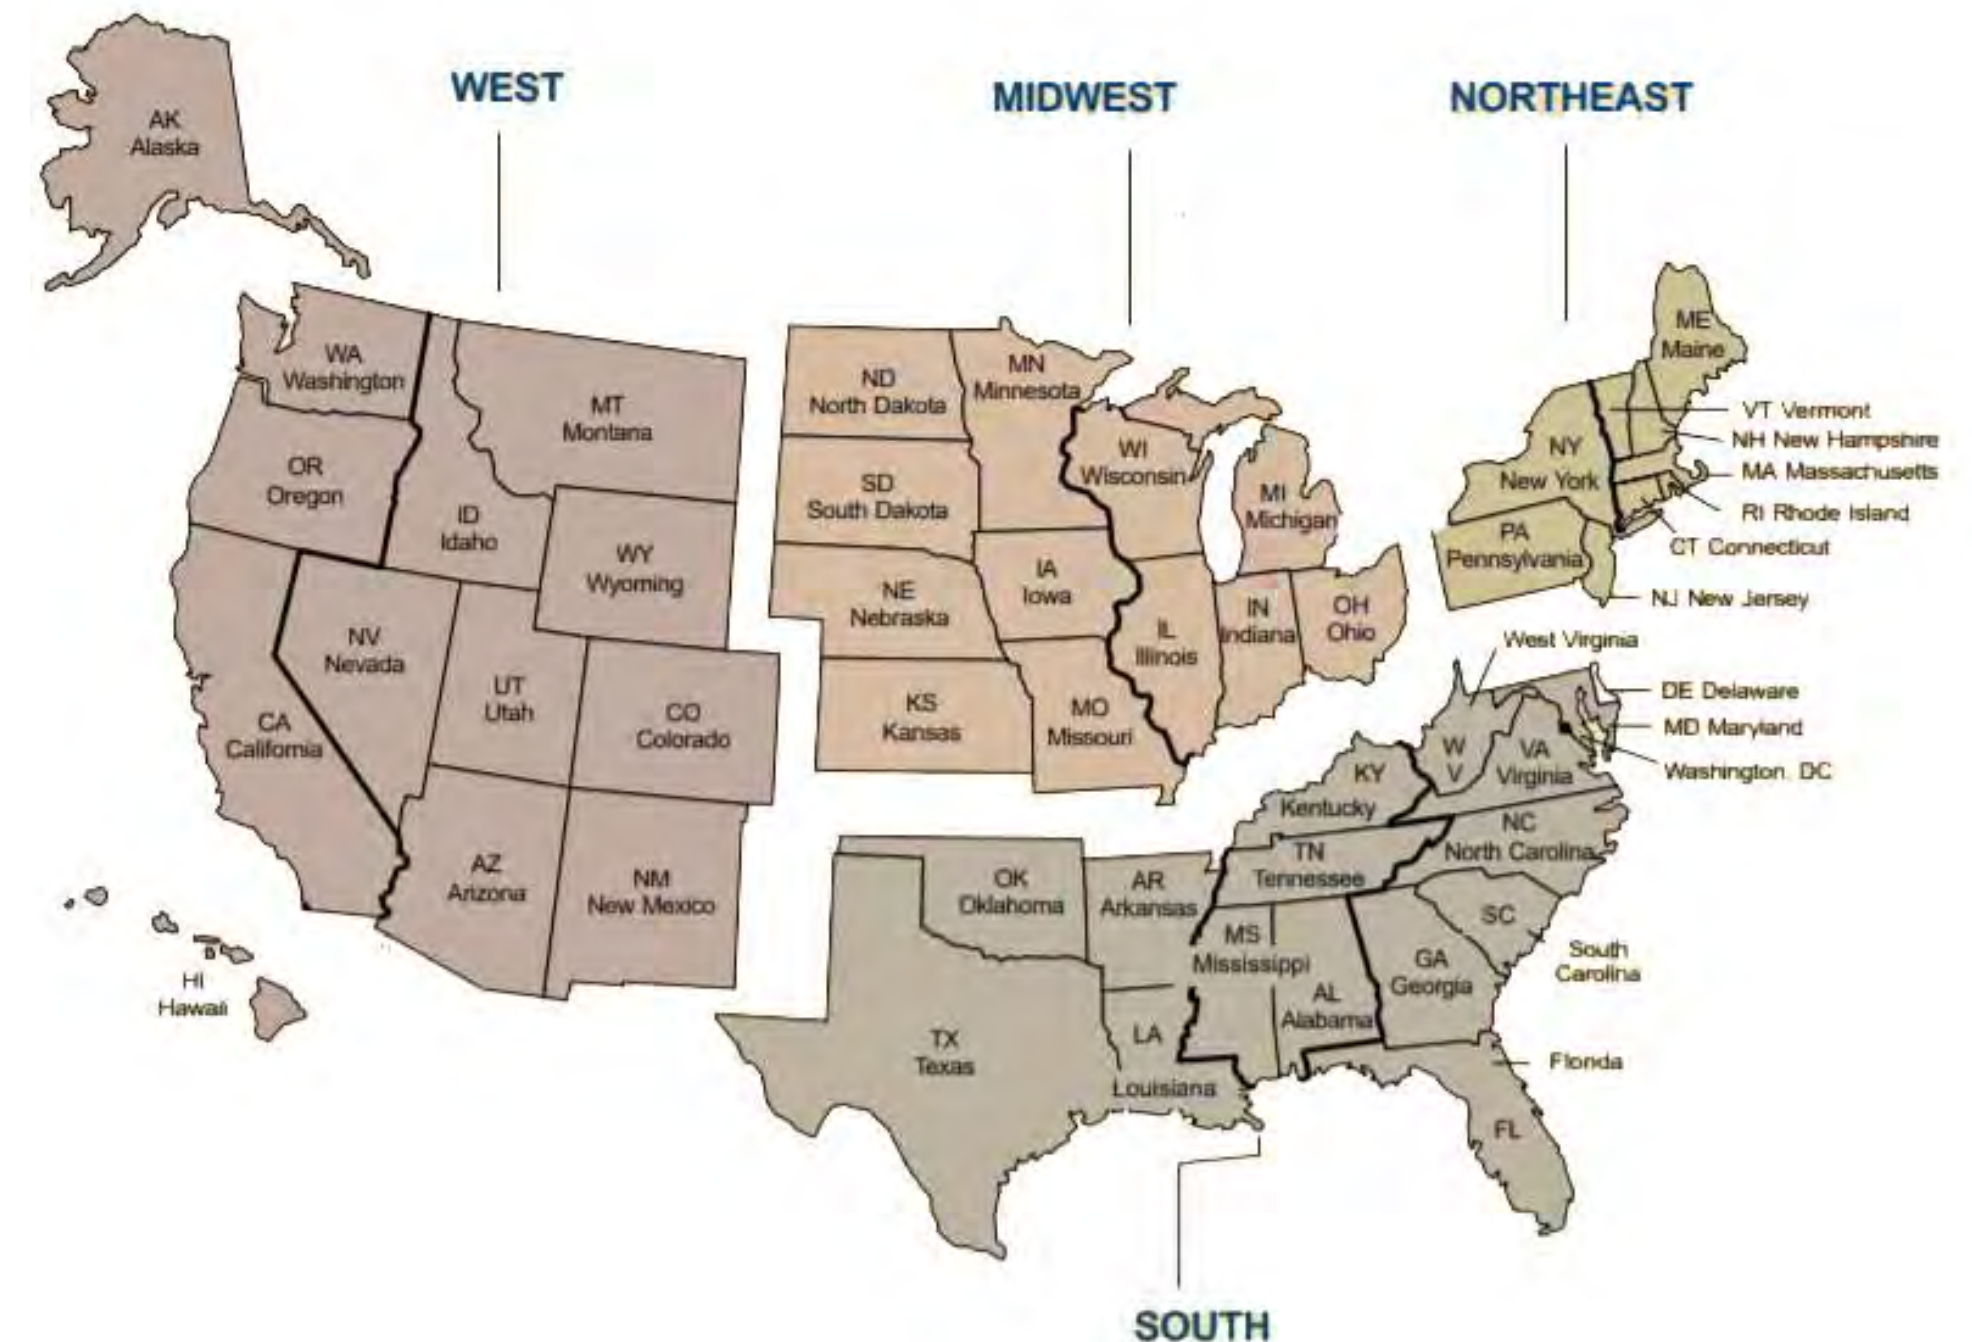 WEST
MIDWEST
NORTHEAST
AK
Alaska
WA
Washington
MT
Montana
OR
Oregon
ID
Idaho
WY
Wyoming
NV
Nevada
UT
Utah
CO
Colorado
CA
California
AZ
Arizona
NM
New Mexico
HI
Hawaii
ND
North Dakota
MN
Minnesota
SD
South Dakota
WI
Wisconsin
MI
Michigan
NE
Nebraska
IA
Iowa
IL
Illinois
IN
Indiana
OH
Ohio
KS
Kansas
MO
Missouri
ME
Maine
VT Vermont
NH New Hampshire
NY
New York
MA Massachusetts
RI Rhode Island
CT Connecticut
PA
Pennsylvania
NJ New Jersey
West Virginia
DE Delaware
MD Maryland
Washington, DC
W
V
VA
Virginia
KY
Kentucky
NC
North Carolina
TN
Tennessee
OK
Oklahoma
AR
Arkansas
SC
South
Carolina
MS
Mississippi
GA
Georgia
AL
Alabama
TX
Texas
LA
Louisiana
Florida
FL
SOUTH